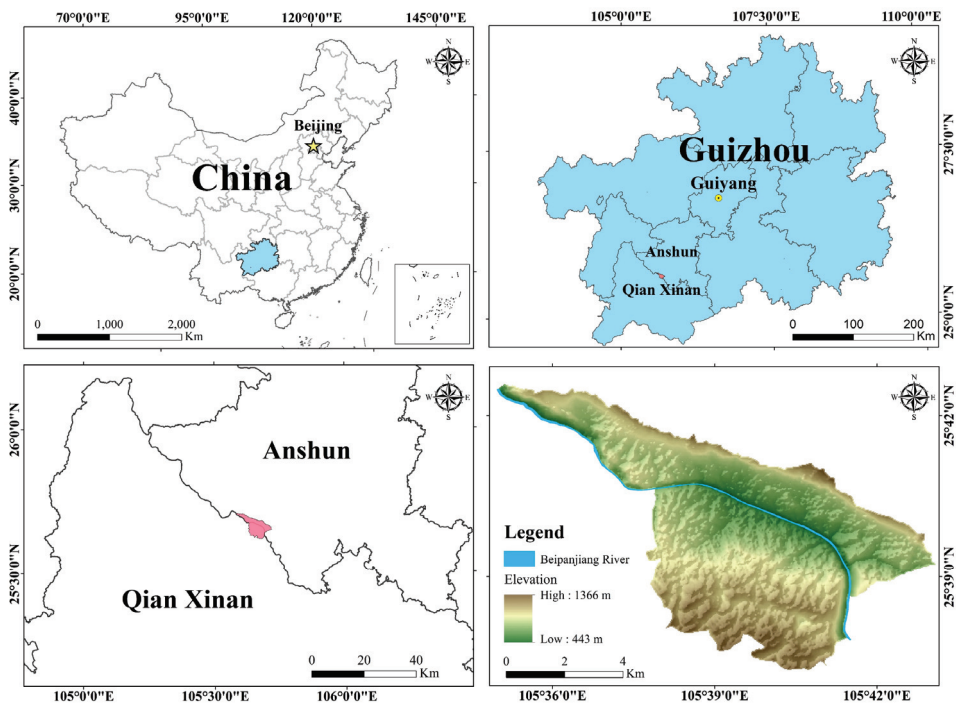 70°0'0"E 95°0'0"E 120°0'0"E 145°0'0"E
40°0'0"N
30°0'0"N
20°0'0"N
N
W E
S
Beijing
China
0 1,000 2,000
Km
105°0'0"E 107°30'0"E 110°0'0"E
N
W E
S
27°30'0"N
25°0'0"N
Guizhou
Guiyang
Anshun
Qian Xinan
0 100 200
Km
26°0'0"N
25°30'0"N
N
W E
S
Anshun
Qian Xinan
0 20 40
Km
105°0'0"E 105°30'0"E 106°0'0"E
N
W E
S
25°42'0"N
25°39'0"N
Legend
Beipanjiang River
Elevation
High : 1366 m
Low : 443 m
0 2 4
Km
105°36'0"E 105°39'0"E 105°42'0"E